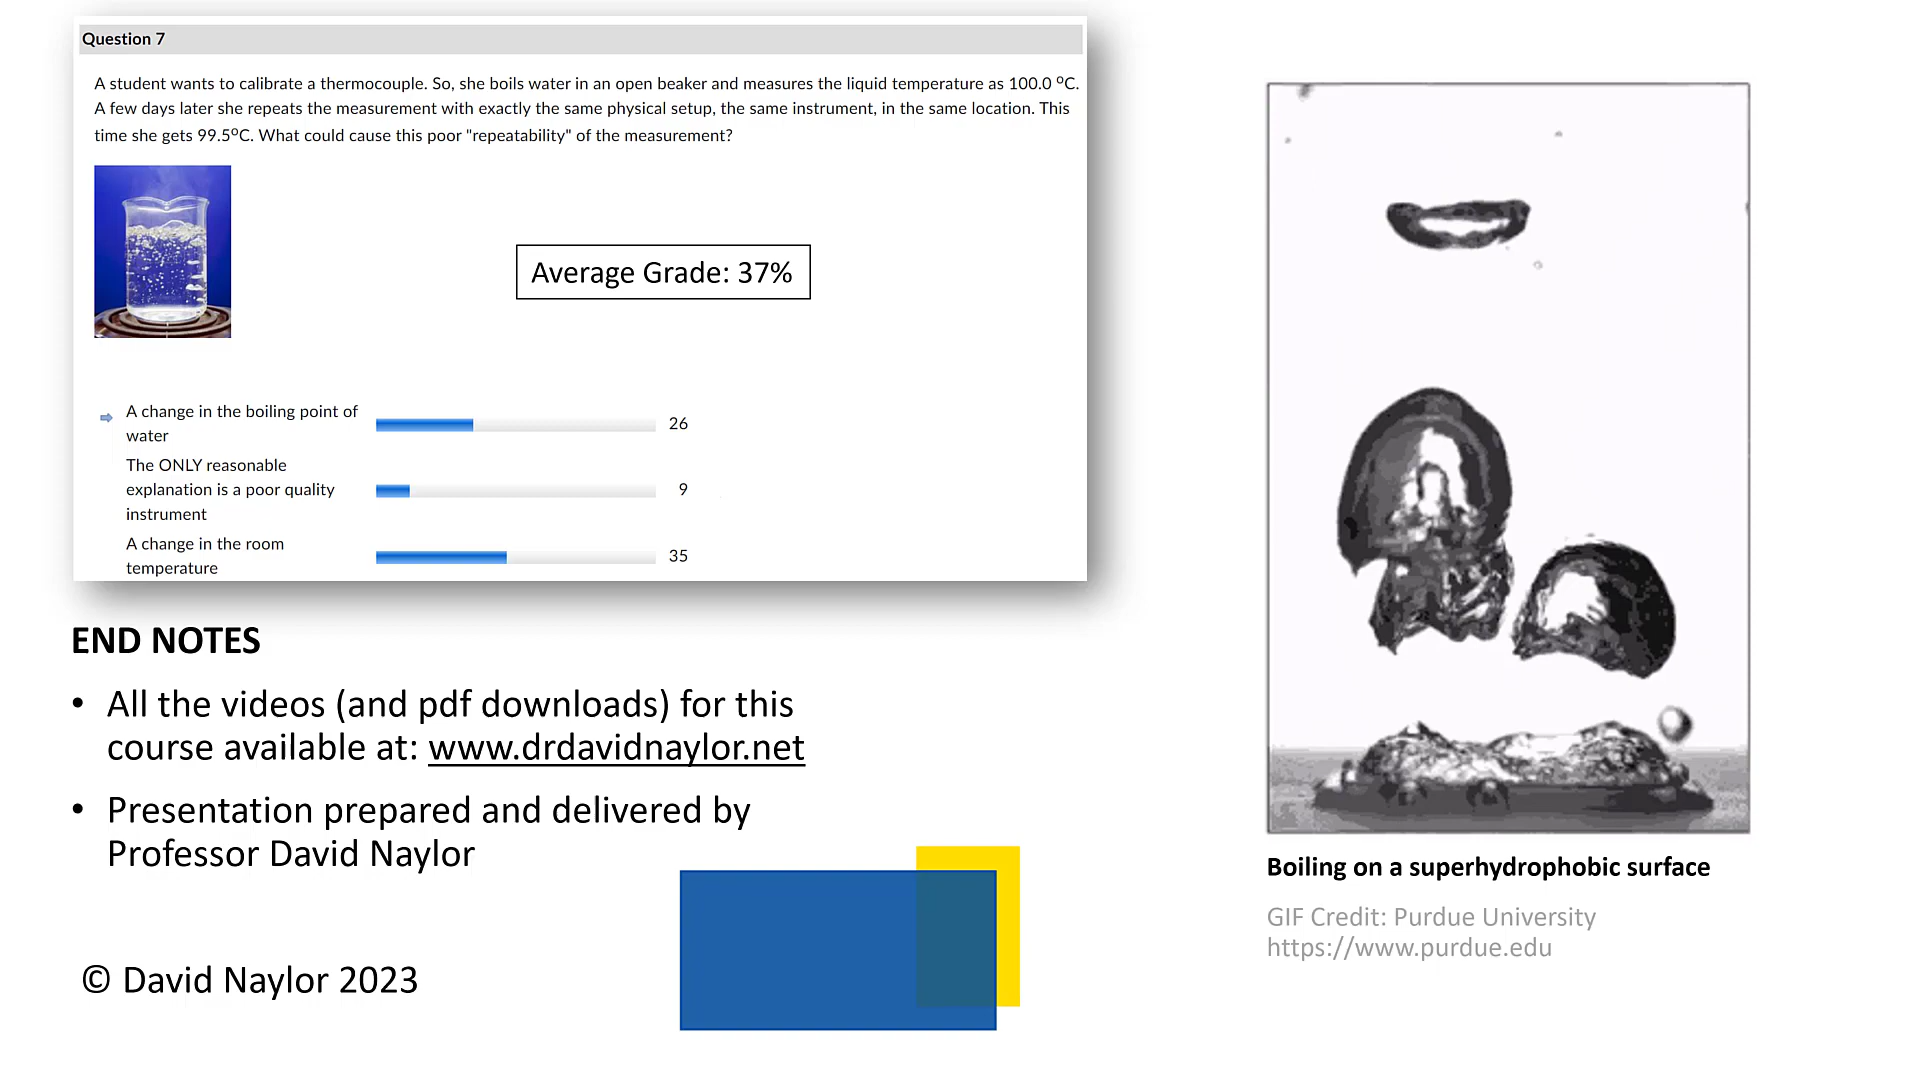 Question 7
A student wants to calibrate a thermocouple. So, she boils water in an open beaker and measures the liquid temperature as 100.0 ⁰C.
A few days later she repeats the measurement with exactly the same physical setup, the same instrument, in the same location. This
time she gets 99.5⁰C. What could cause this poor "repeatability" of the measurement?
Average Grade: 37%
A change in the boiling point of
water
26
The ONLY reasonable
explanation is a poor quality
instrument
9
A change in the room
temperature
35
END NOTES
• All the videos (and pdf downloads) for this
course available at: www.drdavidnaylor.net
• Presentation prepared and delivered by
Professor David Naylor
© David Naylor 2023
Boiling on a superhydrophobic surface
GIF Credit: Purdue University
https://www.purdue.edu